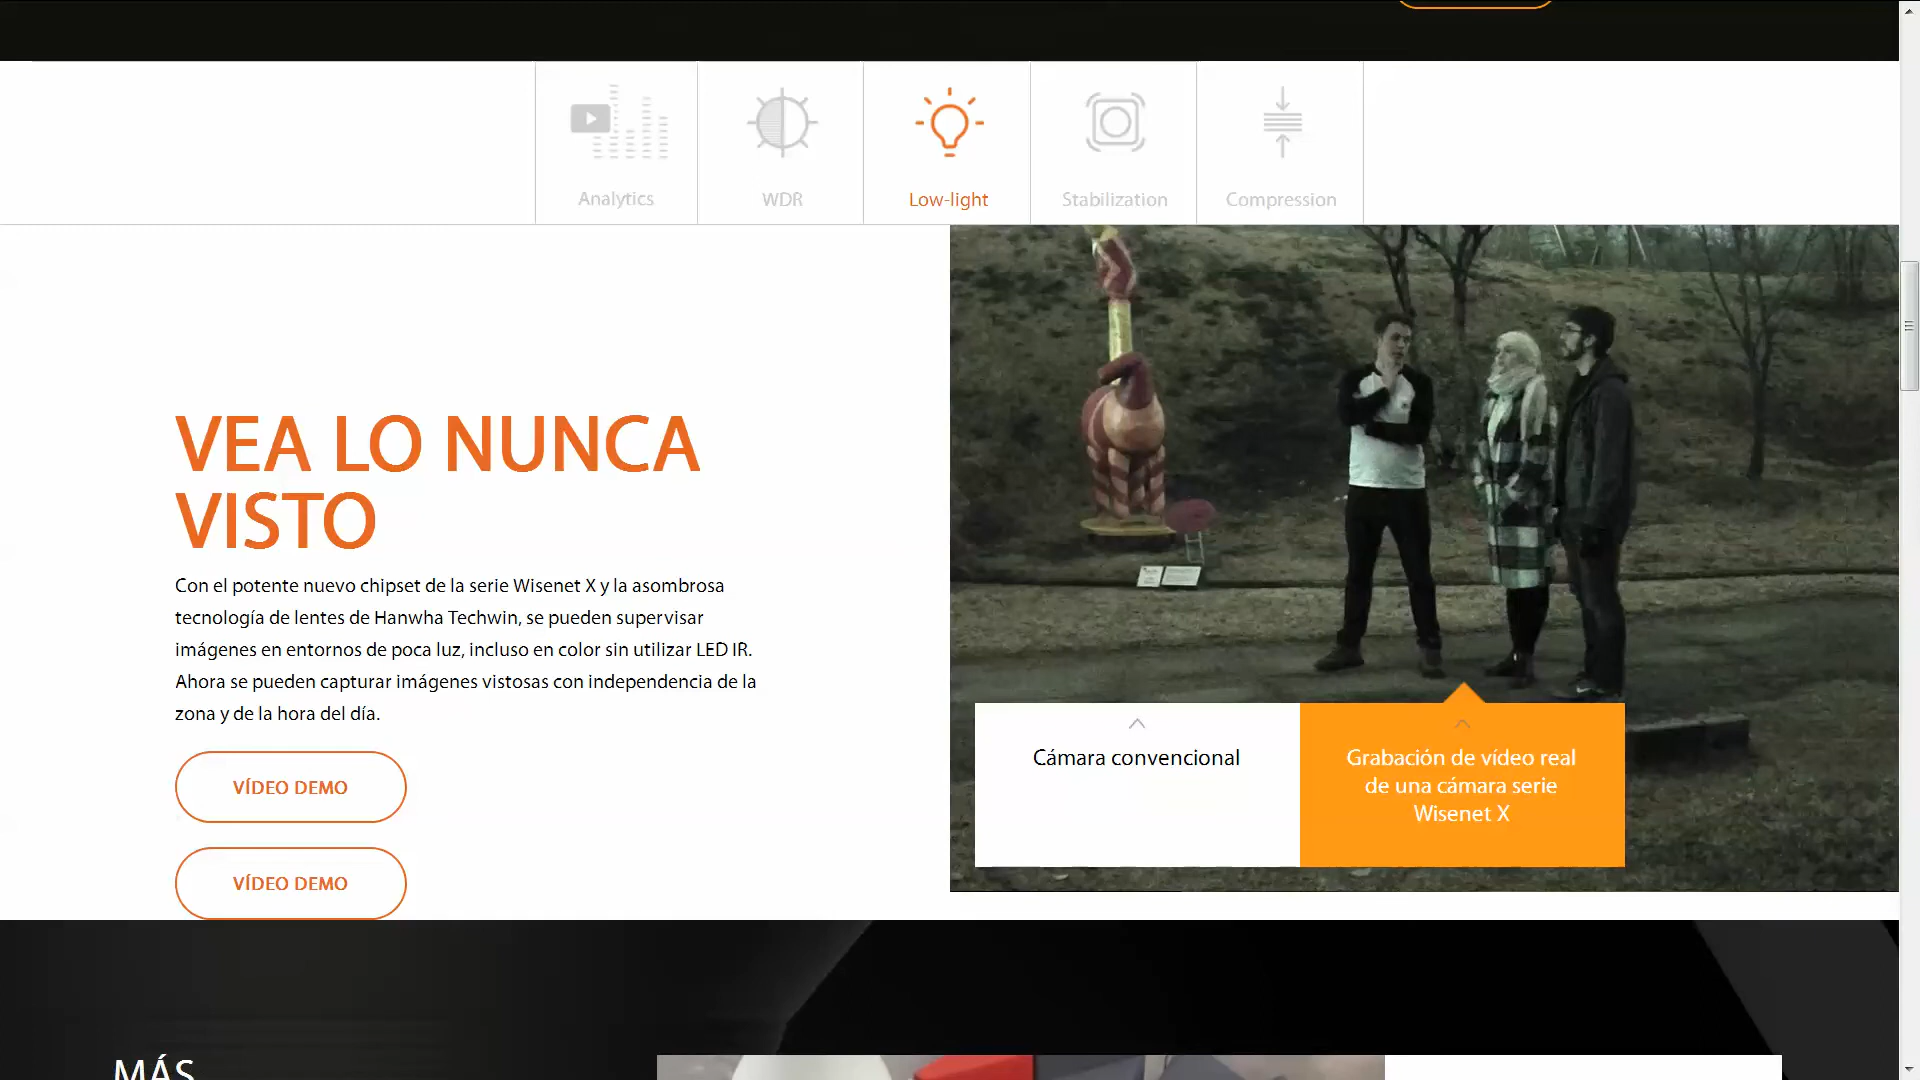 Analytics
WDR
Low-light
Stabilization
Compression
VEA LO NUNCA
VISTO
Con el potente nuevo chipset de la serie Wisenet X y la asombrosa
tecnología de lentes de Hanwha Techwin, se pueden supervisar
imágenes en entornos de poca luz, incluso en color sin utilizar LED IR.
Ahora se pueden capturar imágenes vistosas con independencia de la
zona y de la hora del día.
VÍDEO DEMO
VÍDEO DEMO
Cámara convencional
Grabación de vídeo real
de una cámara serie
Wisenet X
MÁS